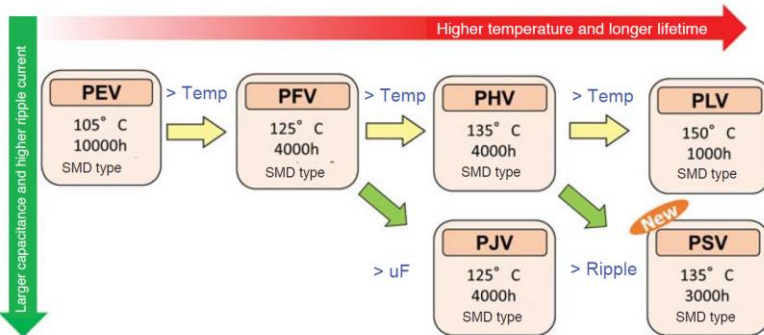 Higher temperature and longer lifetime
Larger capacitance and higher ripple current
PEV
105° C
10000h
SMD type
> Temp
PFV
125° C
4000h
SMD type
> Temp
PHV
135° C
4000h
SMD type
> Temp
PLV
150° C
1000h
SMD type
> uF
PJV
125° C
4000h
SMD type
> Ripple
New
PSV
135° C
3000h
SMD type